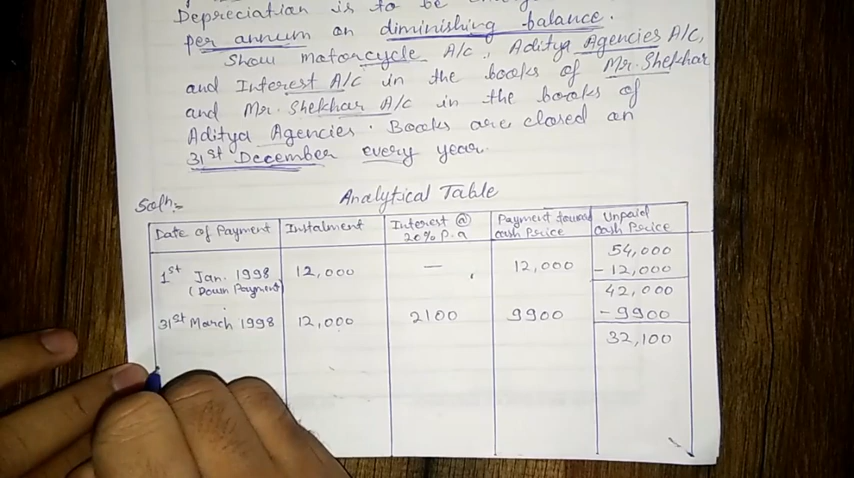 Depreciation is to be
per annum on diminishing balance.
Show Motorcycle A/c, Aditya Agencies A/C,
and Interest A/C in the books of Mr. Shekhar
and Mr. Shekhar A/C in the books of
Aditya Agencies. Books are closed on
31st December every year.
Soln:-
Analytical Table
Date of Payment Instalment Interest @ 20% P.a Payment toward cash Price Unpaid cash Price
54,000
1st Jan. 1998 12,000 — 12,000 - 12,000
(Down Payment) 42,000
31st March 1998 12,000 2100 9900 - 9900
32,100